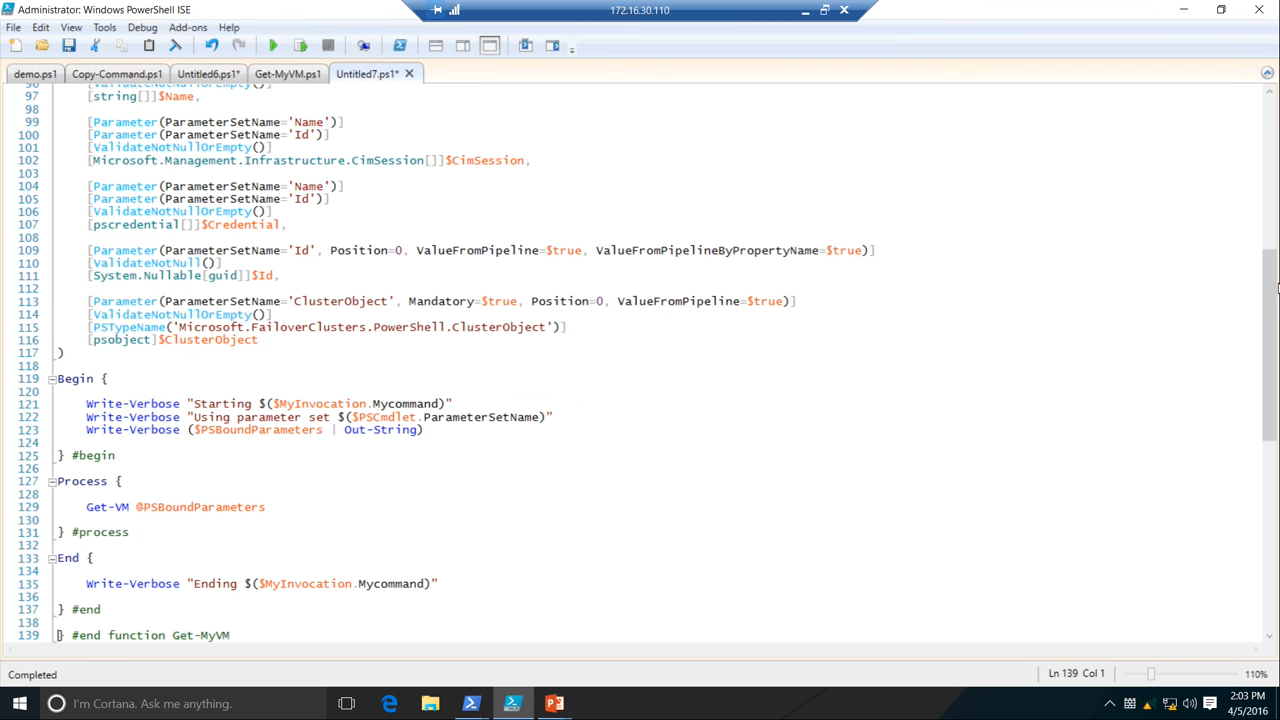 Administrator: Windows PowerShell ISE
172.16.30.110
File Edit View Tools Debug Add-ons Help
demo.ps1 Copy-Command.ps1 Untitled6.ps1* Get-MyVM.ps1 Untitled7.ps1*
96 [ValidateNotNullOrEmpty()]
97 [string[]]$Name,
98
99 [Parameter(ParameterSetName='Name')]
100 [Parameter(ParameterSetName='Id')]
101 [ValidateNotNullOrEmpty()]
102 [Microsoft.Management.Infrastructure.CimSession[]]$CimSession,
103
104 [Parameter(ParameterSetName='Name')]
105 [Parameter(ParameterSetName='Id')]
106 [ValidateNotNullOrEmpty()]
107 [pscredential[]]$Credential,
108
109 [Parameter(ParameterSetName='Id', Position=0, ValueFromPipeline=$true, ValueFromPipelineByPropertyName=$true)]
110 [ValidateNotNull()]
111 [System.Nullable[guid]]$Id,
112
113 [Parameter(ParameterSetName='ClusterObject', Mandatory=$true, Position=0, ValueFromPipeline=$true)]
114 [ValidateNotNullOrEmpty()]
115 [PSTypeName('Microsoft.FailoverClusters.PowerShell.ClusterObject')]
116 [psobject]$ClusterObject
117 )
118
119 Begin {
120
121 Write-Verbose "Starting $($MyInvocation.Mycommand)"
122 Write-Verbose "Using parameter set $($PSCmdlet.ParameterSetName)"
123 Write-Verbose ($PSBoundParameters | Out-String)
124
125 } #begin
126
127 Process {
128
129 Get-VM @PSBoundParameters
130
131 } #process
132
133 End {
134
135 Write-Verbose "Ending $($MyInvocation.Mycommand)"
136
137 } #end
138
139 } #end function Get-MyVM
Completed
Ln 139 Col 1
110%
I'm Cortana. Ask me anything.
2:03 PM
4/5/2016